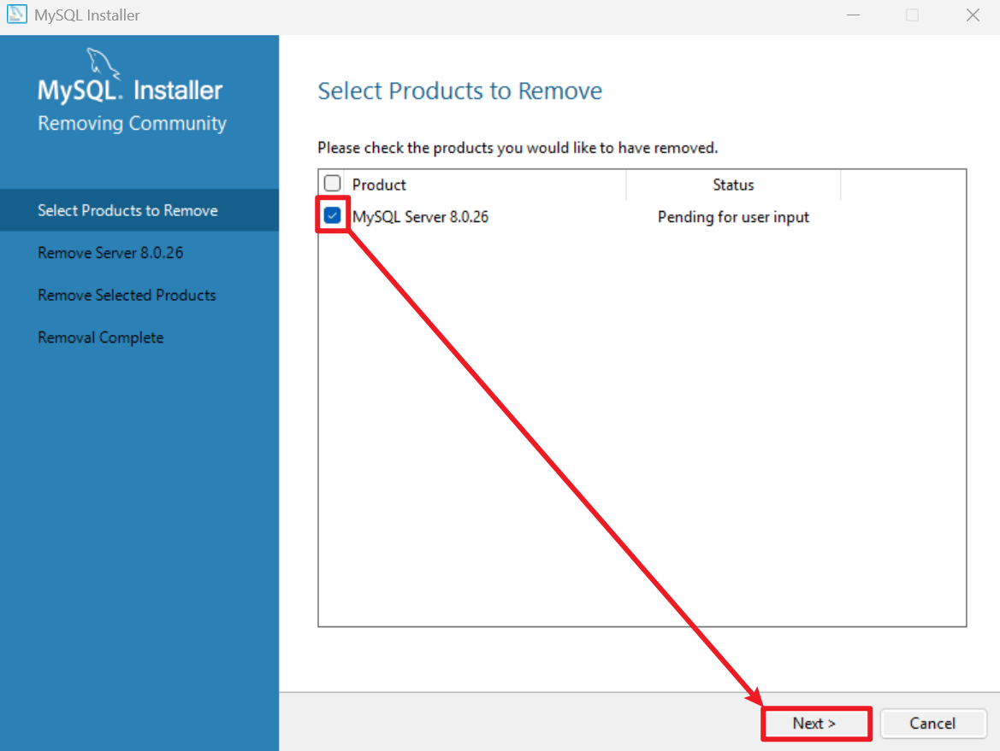 MySQL Installer
MySQL. Installer
Removing Community
Select Products to Remove
Remove Server 8.0.26
Remove Selected Products
Removal Complete
Select Products to Remove
Please check the products you would like to have removed.
Product Status
MySQL Server 8.0.26 Pending for user input
Next > Cancel